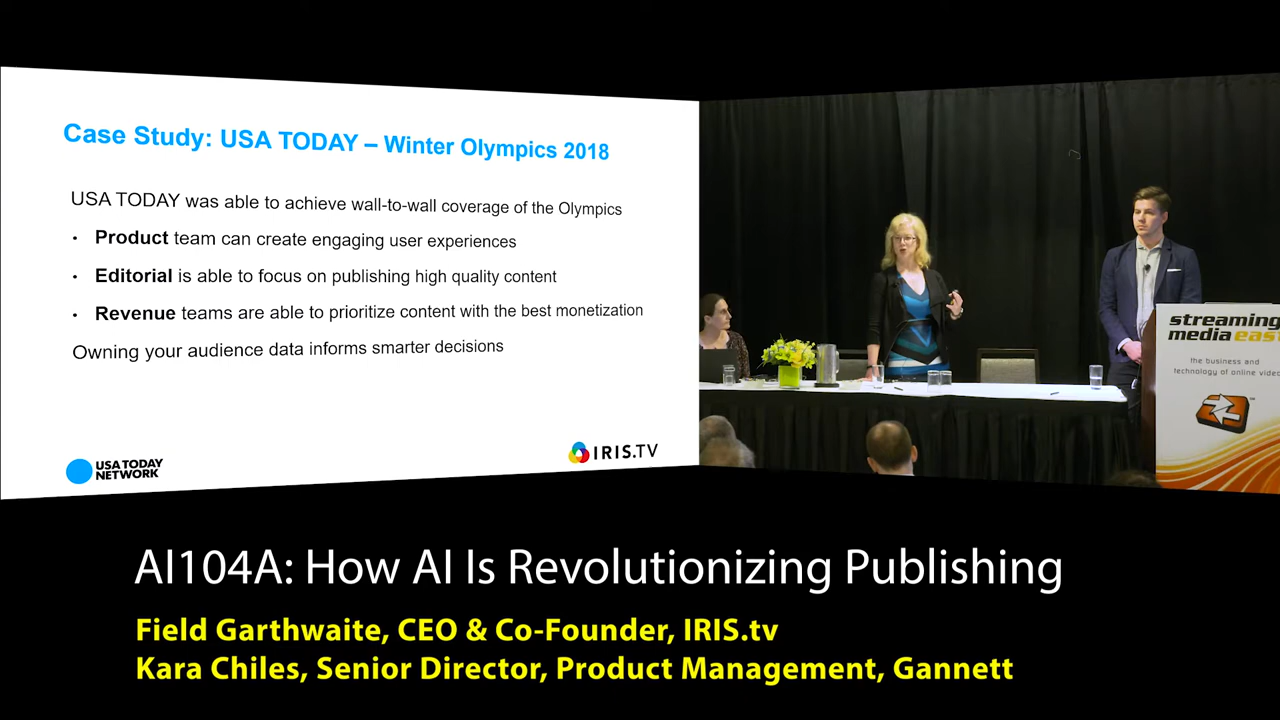 Case Study: USA TODAY – Winter Olympics 2018
USA TODAY was able to achieve wall-to-wall coverage of the Olympics
• Product team can create engaging user experiences
• Editorial is able to focus on publishing high quality content
• Revenue teams are able to prioritize content with the best monetization
Owning your audience data informs smarter decisions
USA TODAY
NETWORK
IRIS.TV
streaming
media east
the business and
technology of online video
AI104A: How AI Is Revolutionizing Publishing
Field Garthwaite, CEO & Co-Founder, IRIS.tv
Kara Chiles, Senior Director, Product Management, Gannett